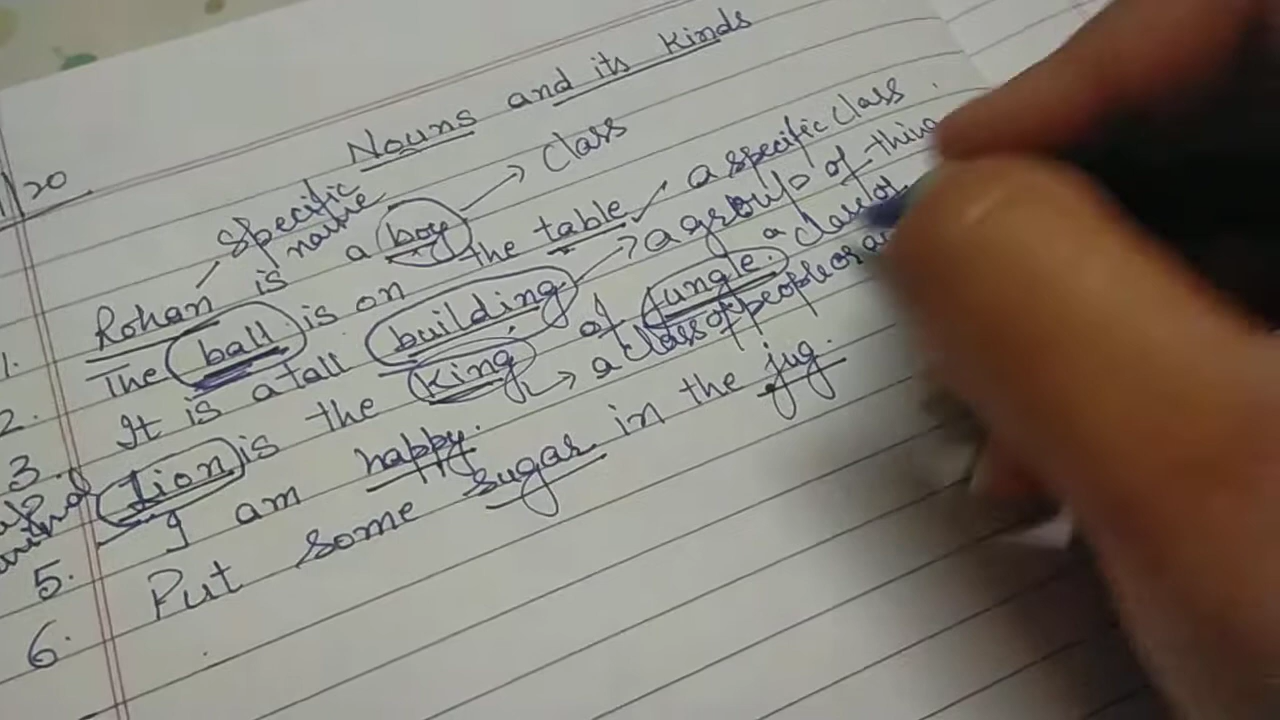 Nouns and its Kinds
/20
specific name
class
1. Rohan is a boy
a specific class.
2. The ball is on the table
a group of thing
3. It is a tall building
a class of
Lion is the king of jungle.
a class of people or
5. I am happy.
6. Put some sugar in the jug.